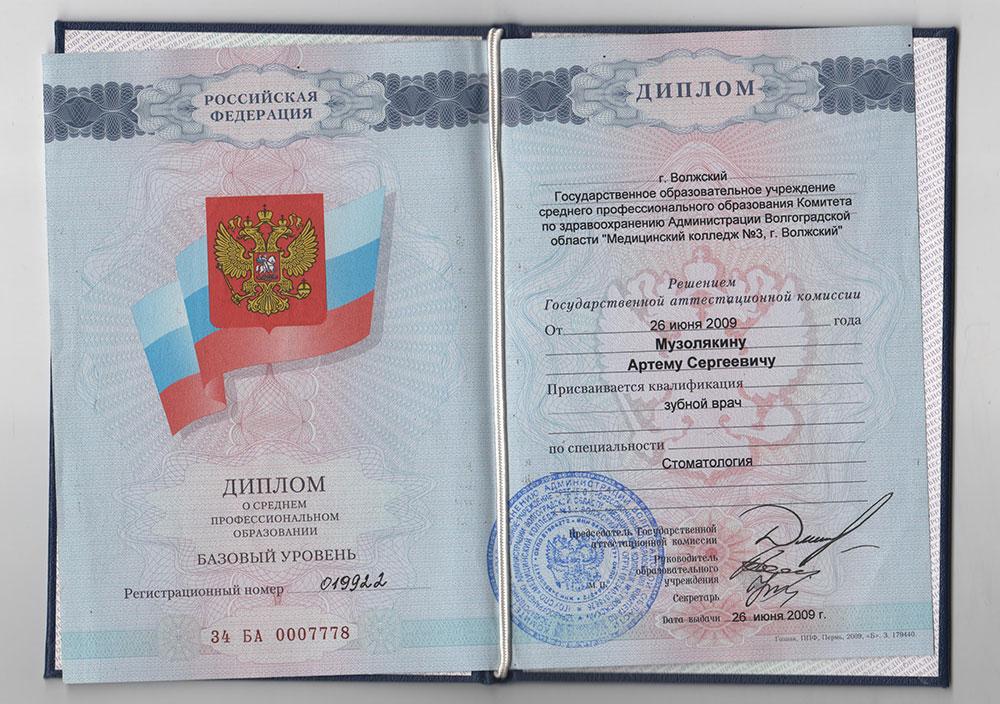 РОССИЙСКАЯ
ФЕДЕРАЦИЯ
ДИПЛОМ
О СРЕДНЕМ
ПРОФЕССИОНАЛЬНОМ
ОБРАЗОВАНИИ
БАЗОВЫЙ УРОВЕНЬ
Регистрационный номер 019922
34 БА 0007778
ДИПЛОМ
г. Волжский
Государственное образовательное учреждение
среднего профессионального образования Комитета
по здравоохранению Администрации Волгоградской
области "Медицинский колледж №3, г. Волжский"
Решением
Государственной аттестационной комиссии
От 26 июня 2009 года
Музолякину
Артему Сергеевичу
Присваивается квалификация
зубной врач
по специальности
Стоматология
Председатель Государственной
аттестационной комиссии
Руководитель
образовательного
учреждения
Секретарь
М.П.
Дата выдачи 26 июня 2009 г.
Гознак, ППФ, Пермь, 2009, «Б». З. 179440.